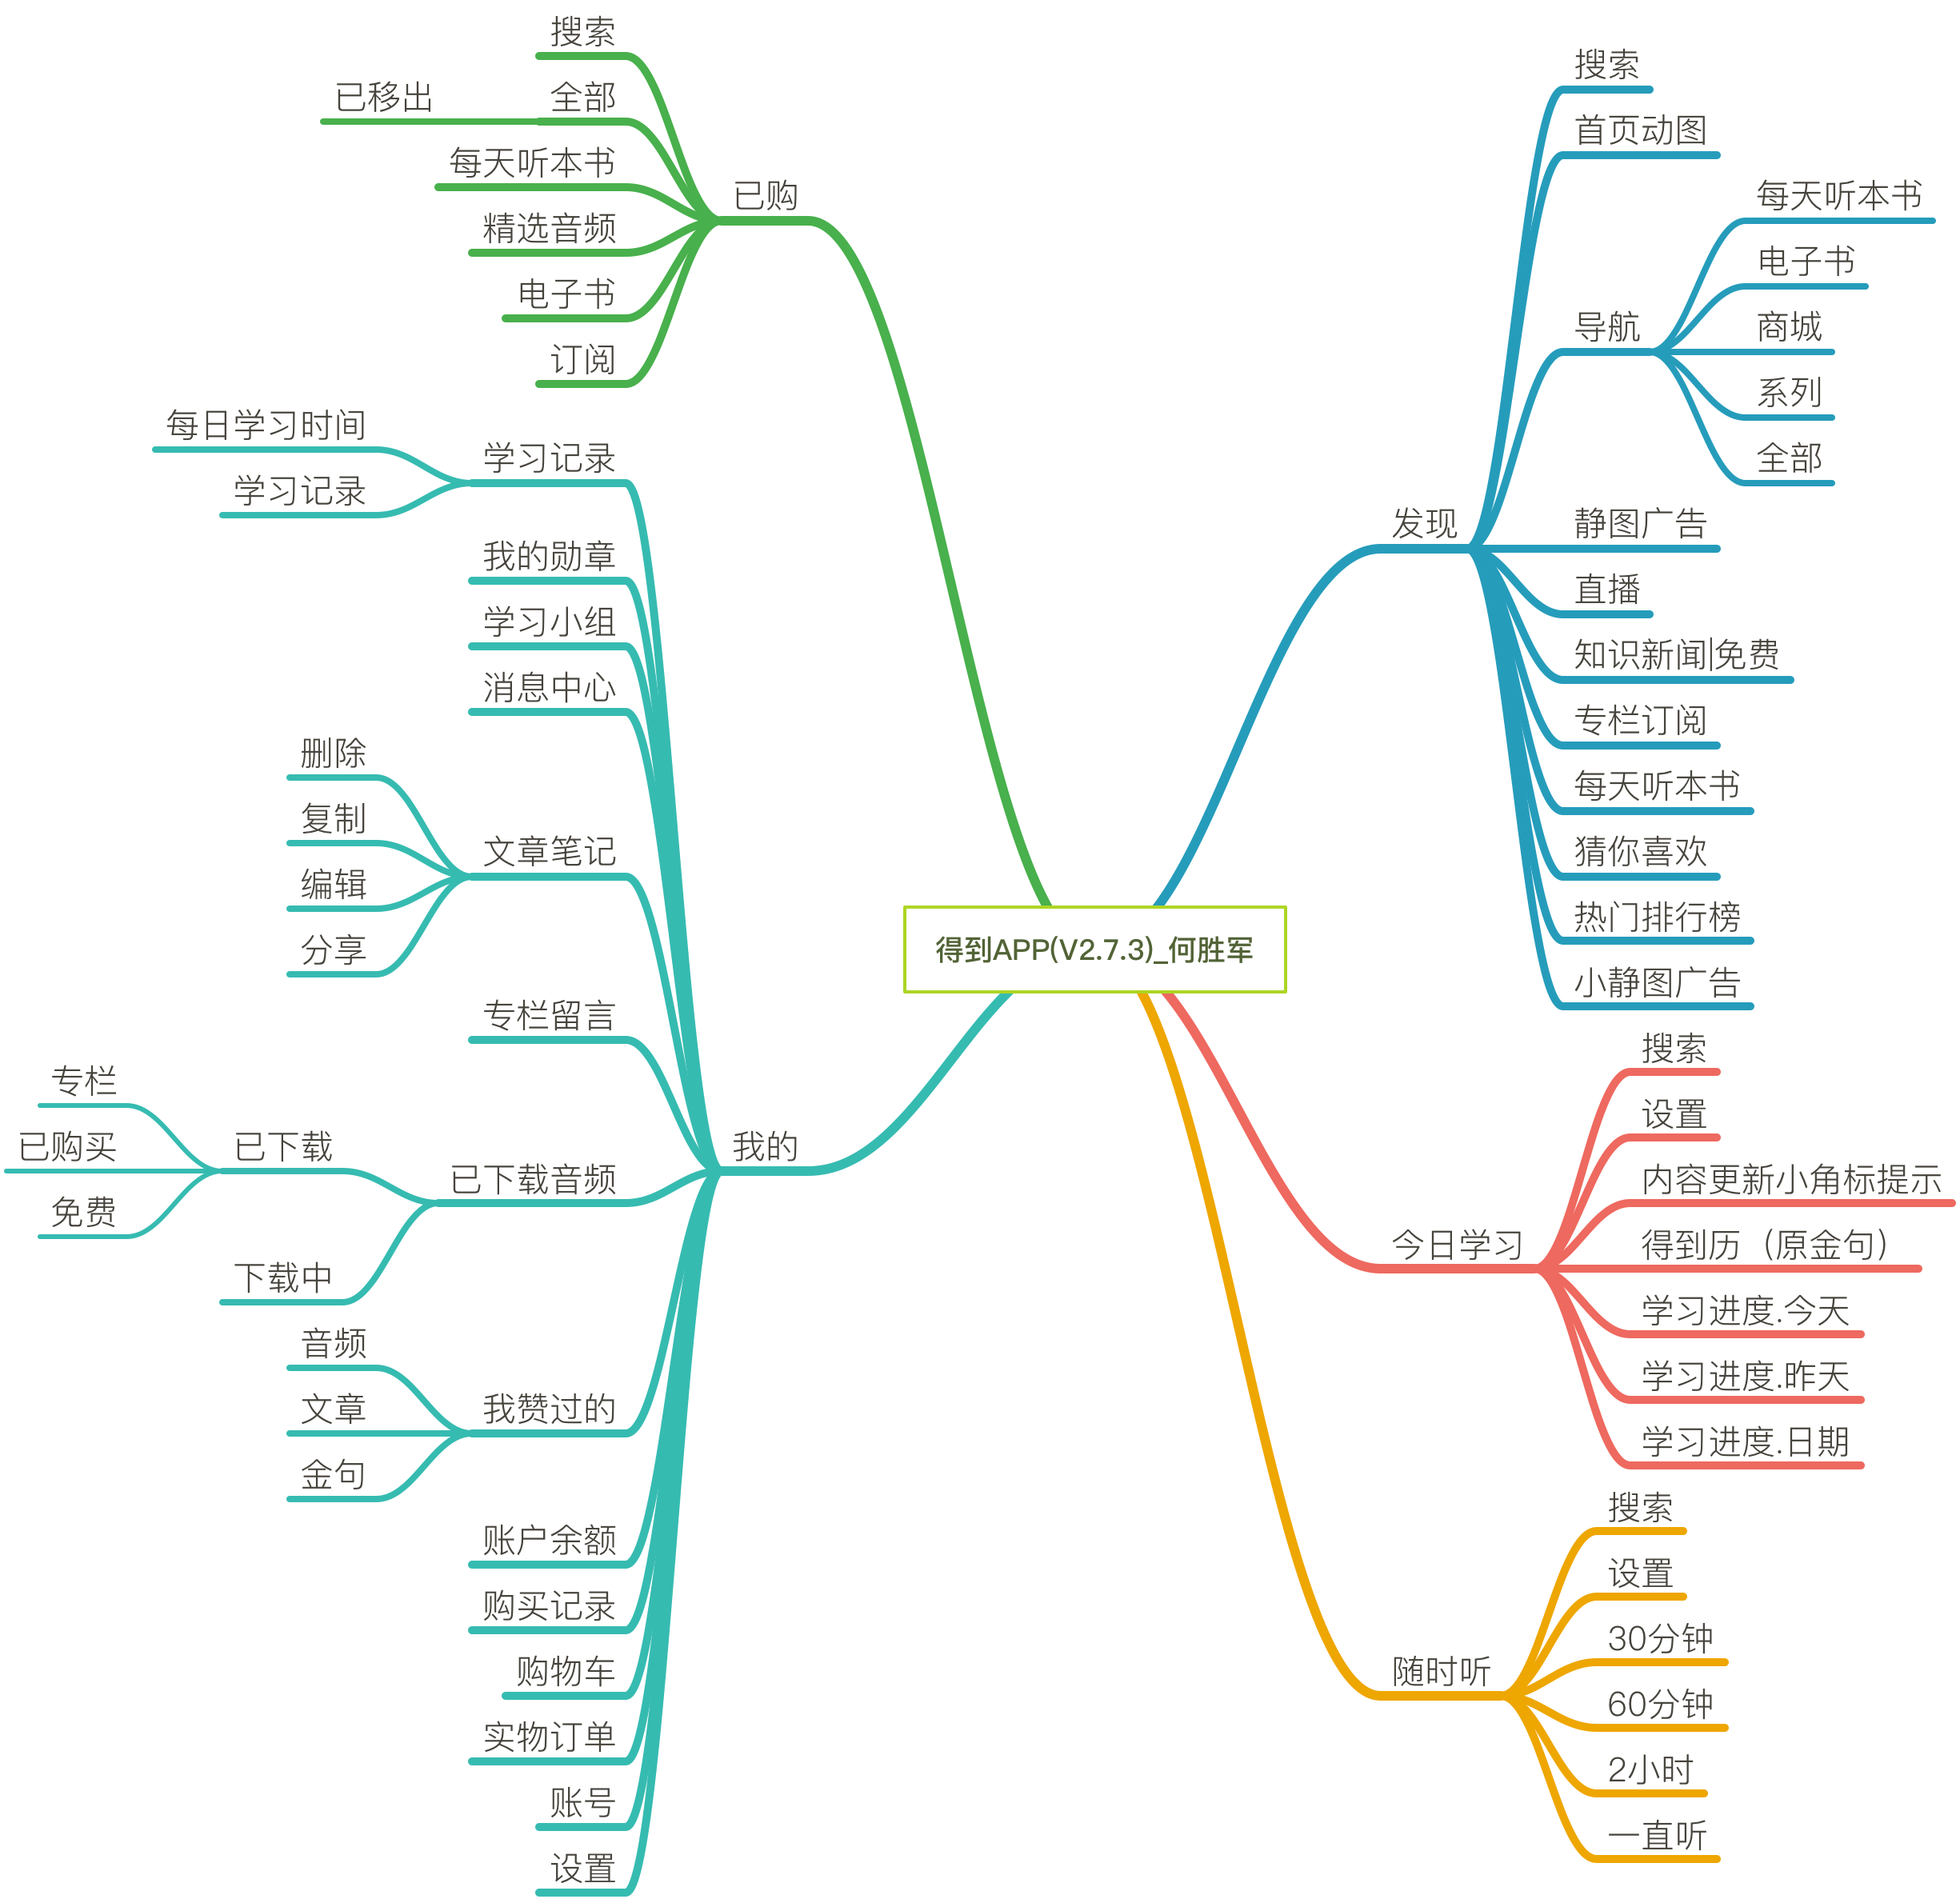 得到APP(V2.7.3)_何胜军
发现
搜索
首页动图
导航
每天听本书
电子书
商城
系列
全部
静图广告
直播
知识新闻|免费
专栏订阅
每天听本书
猜你喜欢
热门排行榜
小静图广告
今日学习
搜索
设置
内容更新小角标提示
得到历（原金句）
学习进度.今天
学习进度.昨天
学习进度.日期
随时听
搜索
设置
30分钟
60分钟
2小时
一直听
已购
搜索
全部
已移出
每天听本书
精选音频
电子书
订阅
我的
学习记录
每日学习时间
学习记录
我的勋章
学习小组
消息中心
文章笔记
删除
复制
编辑
分享
专栏留言
已下载音频
已下载
专栏
已购买
免费
下载中
我赞过的
音频
文章
金句
账户余额
购买记录
购物车
实物订单
账号
设置